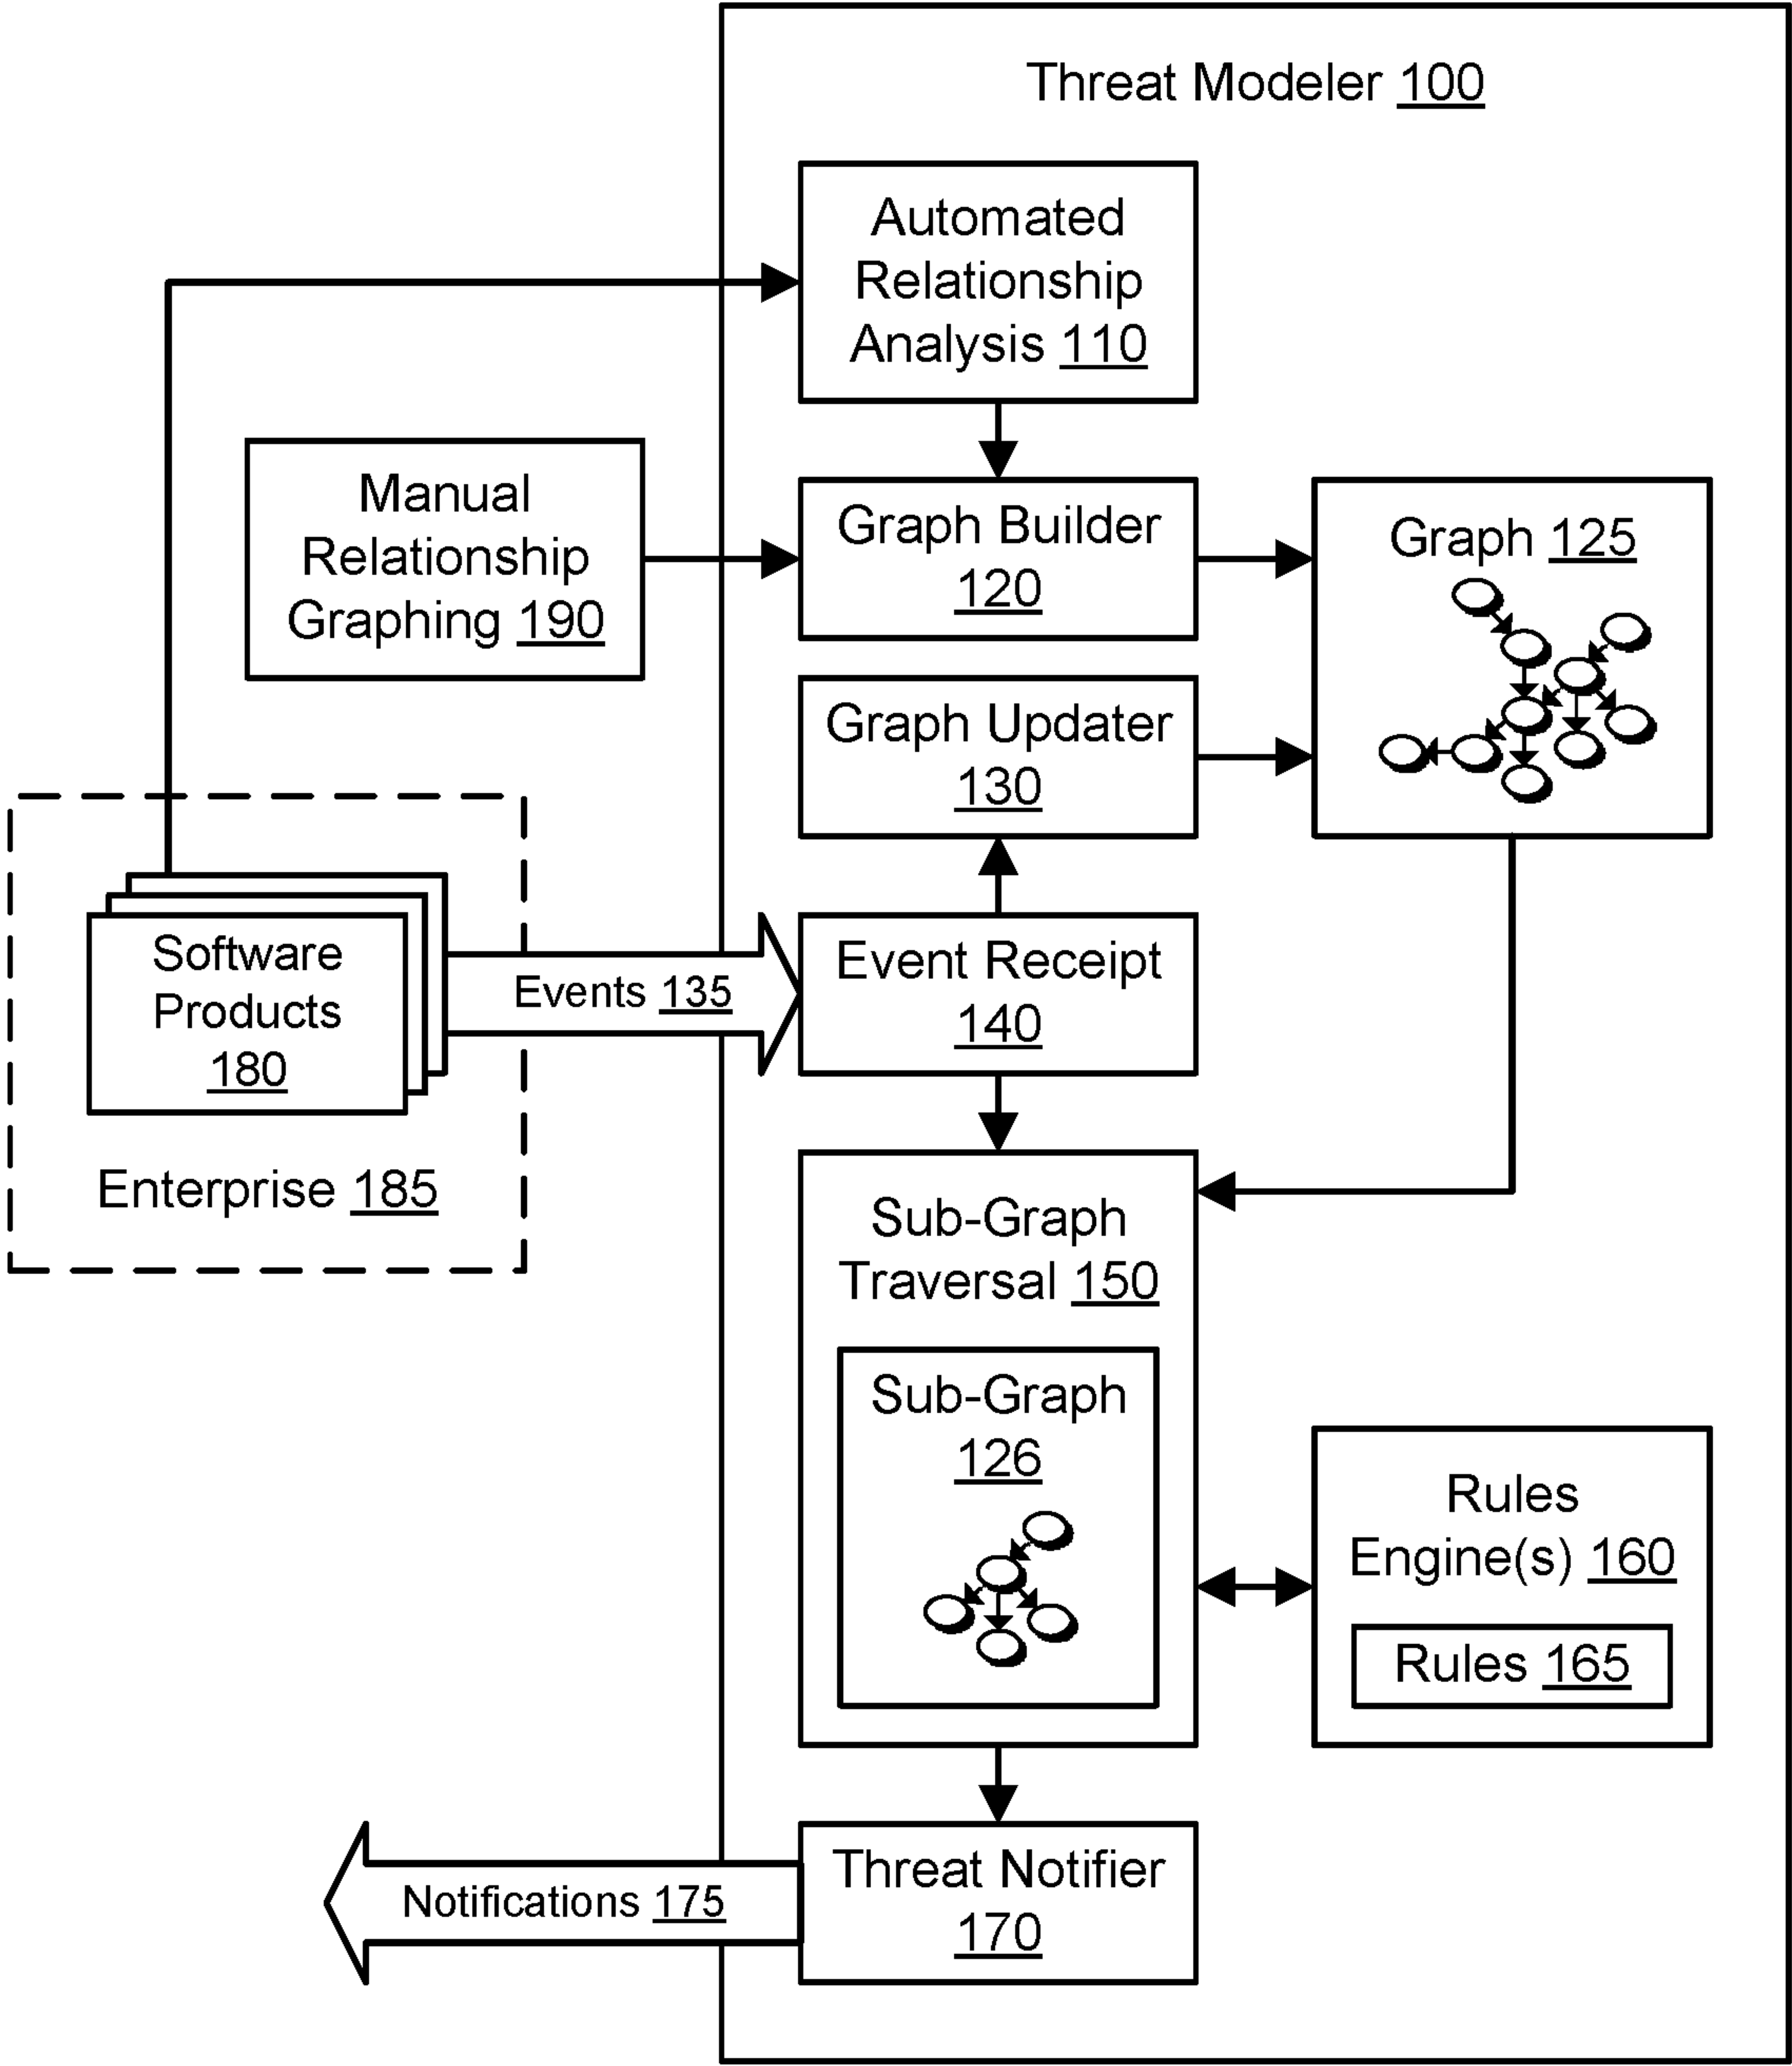 Threat Modeler 100
Automated
Relationship
Analysis 110
Manual
Relationship
Graphing 190
Graph Builder
120
Graph 125
Graph Updater
130
Software
Products
180
Enterprise 185
Events 135
Event Receipt
140
Sub-Graph
Traversal 150
Sub-Graph
126
Rules
Engine(s) 160
Rules 165
Threat Notifier
170
Notifications 175